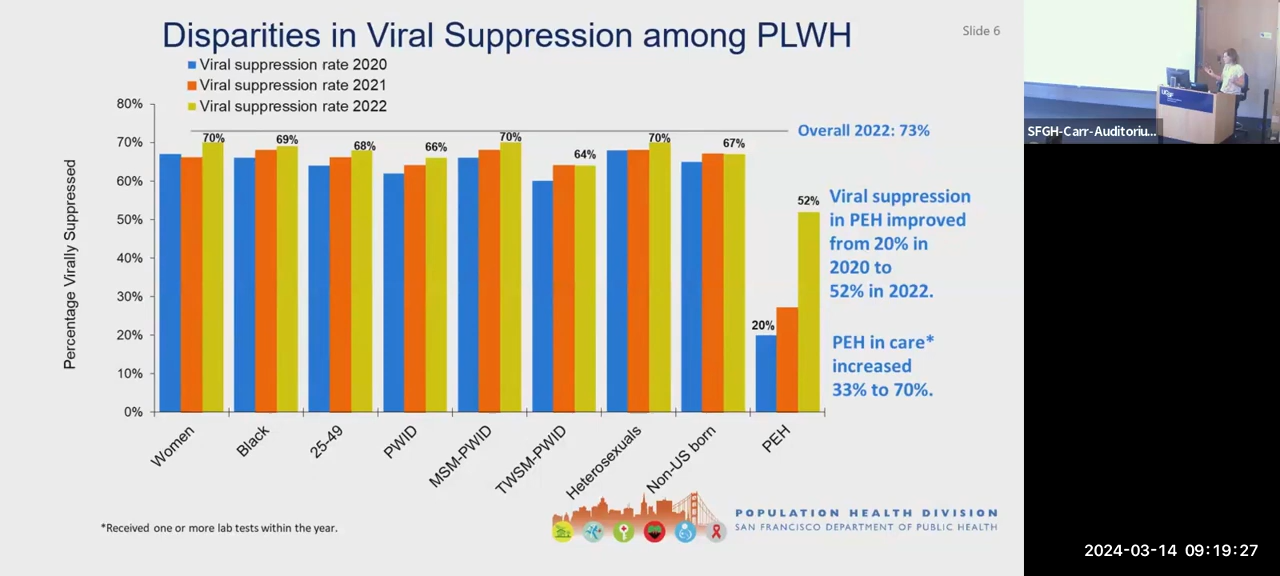 Disparities in Viral Suppression among PLWH
Slide 6
Viral suppression rate 2020
Viral suppression rate 2021
Viral suppression rate 2022
Percentage Virally Suppressed
80%
70%
60%
50%
40%
30%
20%
10%
0%
70%
69%
68%
66%
70%
64%
70%
67%
20%
52%
Overall 2022: 73%
Viral suppression
in PEH improved
from 20% in
2020 to
52% in 2022.
PEH in care*
increased
33% to 70%.
Women
Black
25-49
PWID
MSM-PWID
TWSM-PWID
Heterosexuals
Non-US born
PEH
*Received one or more lab tests within the year.
POPULATION HEALTH DIVISION
SAN FRANCISCO DEPARTMENT OF PUBLIC HEALTH
UCSF
SFGH-Carr-Auditoriu...
2024-03-14 09:19:27